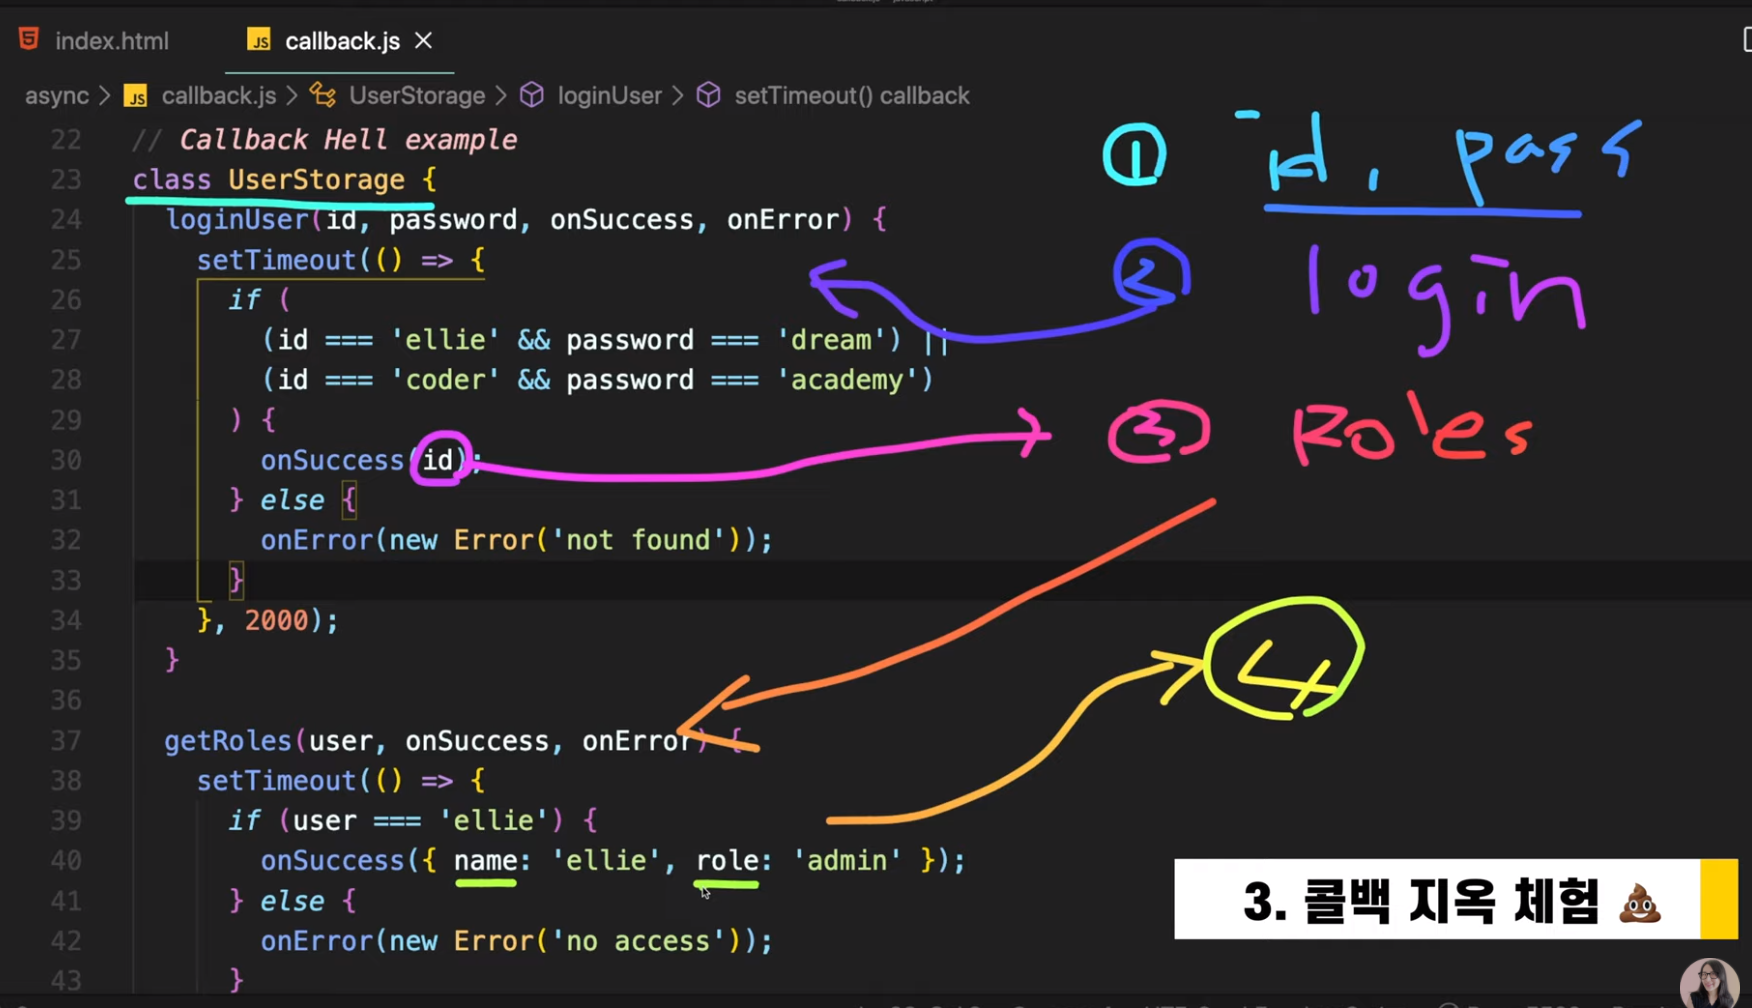 index.html
callback.js
async > callback.js > UserStorage > loginUser > setTimeout() callback
22 // Callback Hell example
23 class UserStorage {
24 loginUser(id, password, onSuccess, onError) {
25 setTimeout(() => {
26 if (
27 (id === 'ellie' && password === 'dream') ||
28 (id === 'coder' && password === 'academy')
29 ) {
30 onSuccess(id);
31 } else {
32 onError(new Error('not found'));
33 }
34 }, 2000);
35 }
36
37 getRoles(user, onSuccess, onError) {
38 setTimeout(() => {
39 if (user === 'ellie') {
40 onSuccess({ name: 'ellie', role: 'admin' });
41 } else {
42 onError(new Error('no access'));
43 }
① id, pass
② login
③ Roles
4
3. 콜백 지옥 체험 💩